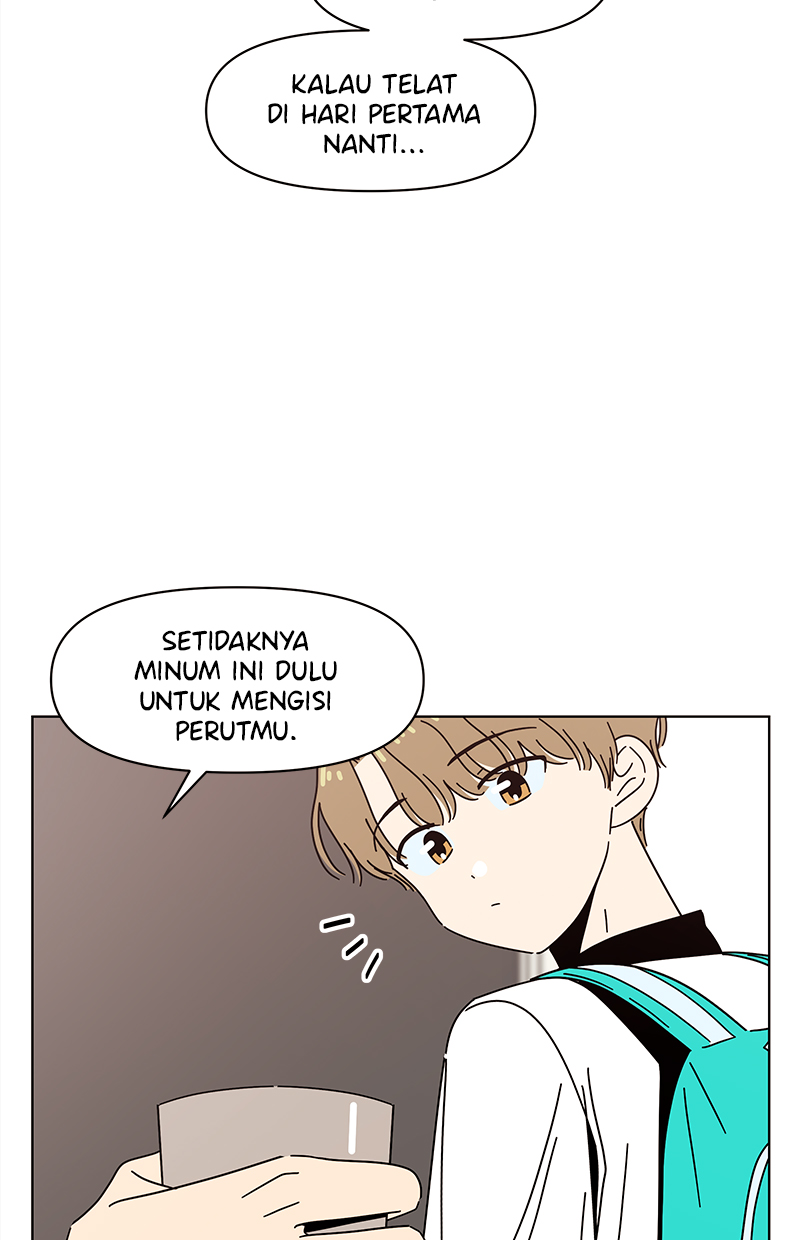 KALAU TELAT
DI HARI PERTAMA
NANTI...
SETIDAKNYA
MINUM INI DULU
UNTUK MENGISI
PERUTMU.